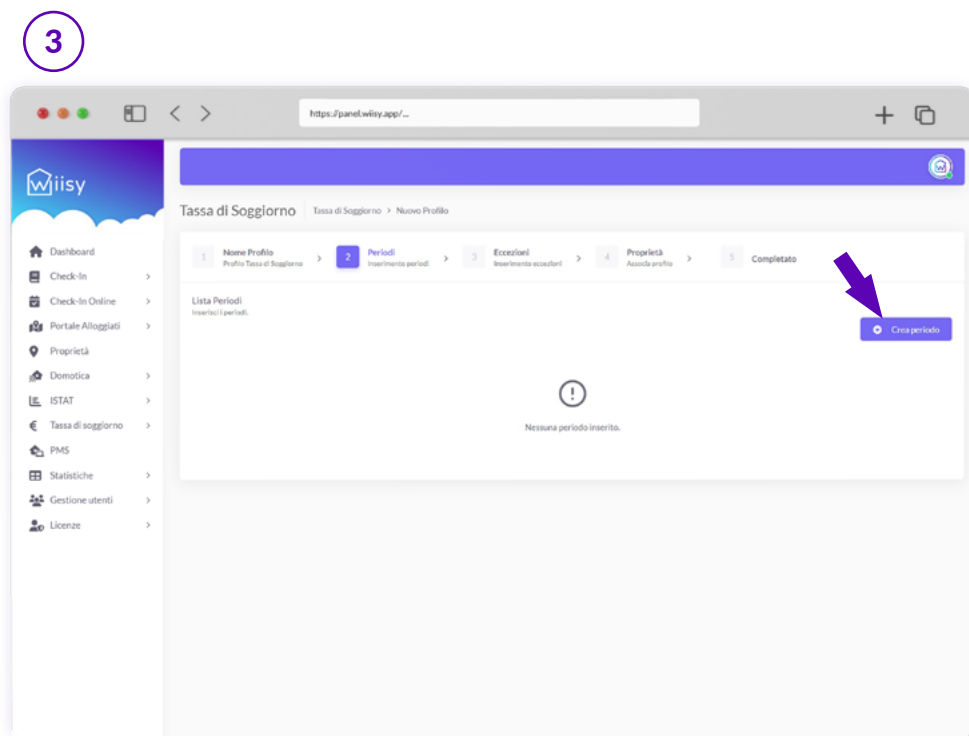 3
https://panel.wiisy.app/...
wiisy
Tassa di Soggiorno
Tassa di Soggiorno > Nuovo Profilo
1 Nome Profilo
Profilo Tassa di Soggiorno
2 Periodi
Inserimento periodi
3 Eccezioni
Inserimento eccezioni
4 Proprietà
Associa profilo
5 Completato
Dashboard
Check-In
Check-In Online
Portale Alloggiati
Proprietà
Domotica
ISTAT
Tassa di soggiorno
PMS
Statistiche
Gestione utenti
Licenze
Lista Periodi
Inserisci i periodi.
Crea periodo
Nessuna periodo inserito.